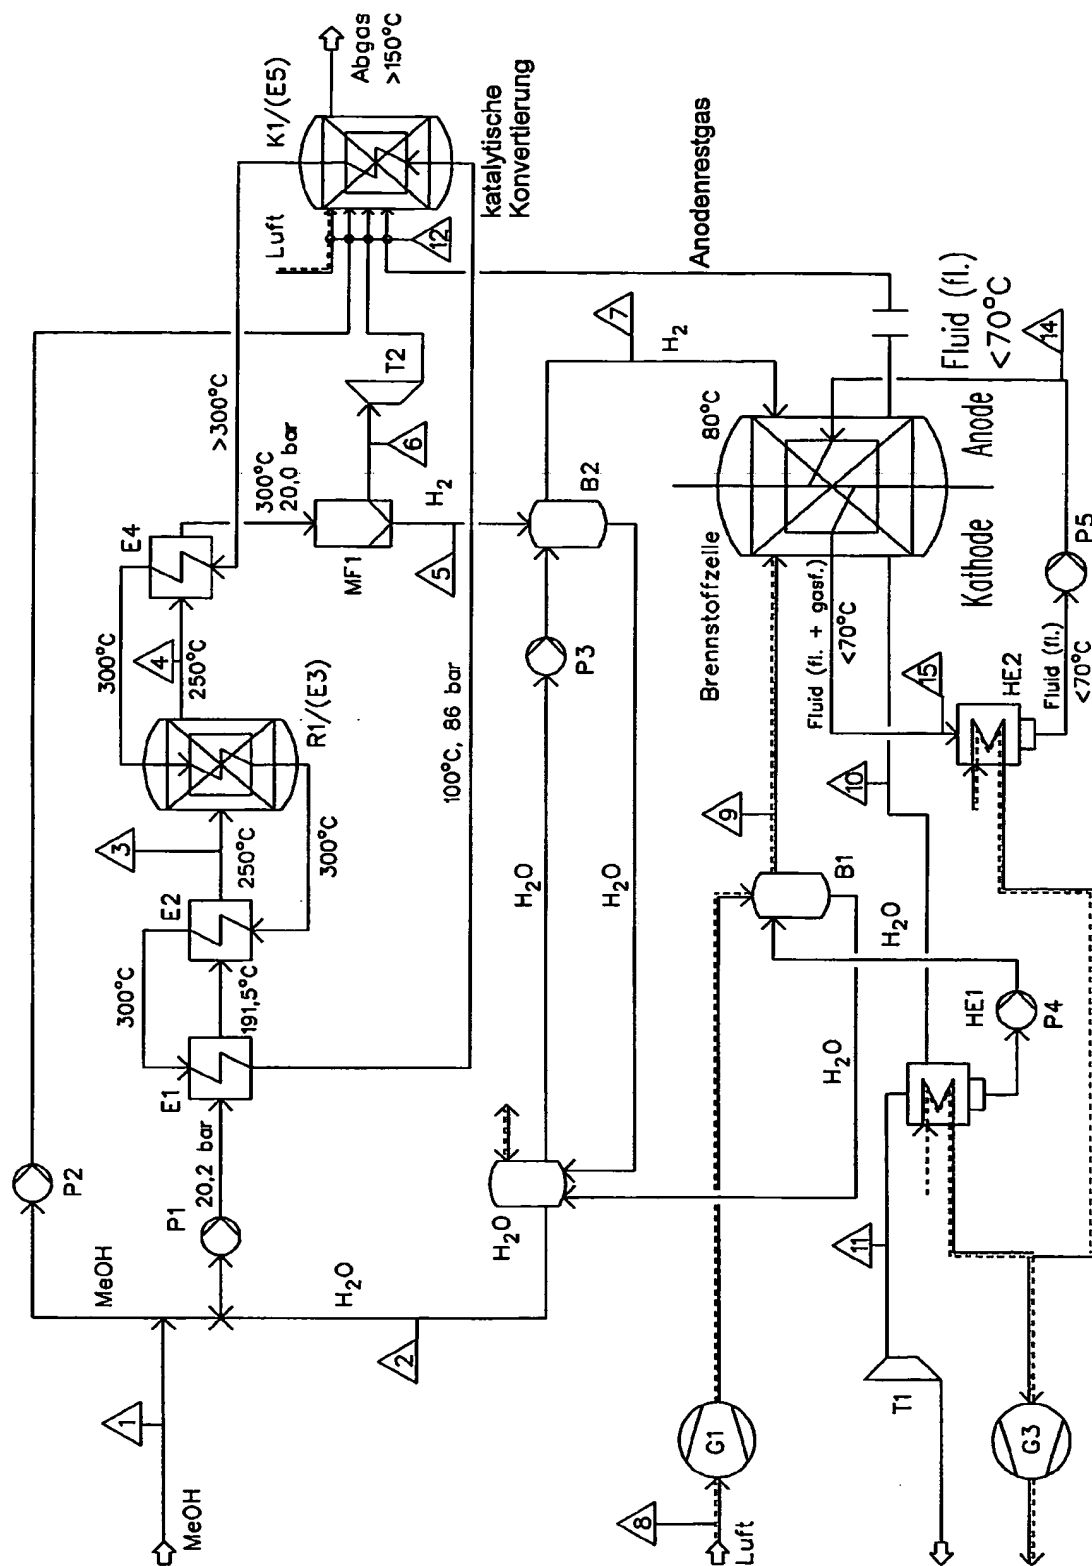 MeOH
1
MeOH
P2
P1
20,2 bar
E1
191,5°C
300°C
E2
250°C
3
300°C
R1/(E3)
4
250°C
300°C
E4
>300°C
300°C
20,0 bar
MF1
6
T2
Luft
12
K1/(E5)
Abgas
>150°C
katalytische
Konvertierung
100°C, 86 bar
H2
5
B2
7
H2
Anodenrestgas
H2O
2
H2O
H2O
P3
H2O
8
Luft
G1
H2O
B1
9
H2O
P4
HE1
Brennstoffzelle
80°C
Fluid (fl. + gasf.)
<70°C
Kathode
Anode
Fluid (fl.)
<70°C
14
10
15
HE2
Fluid (fl.)
<70°C
P5
11
T1
G3